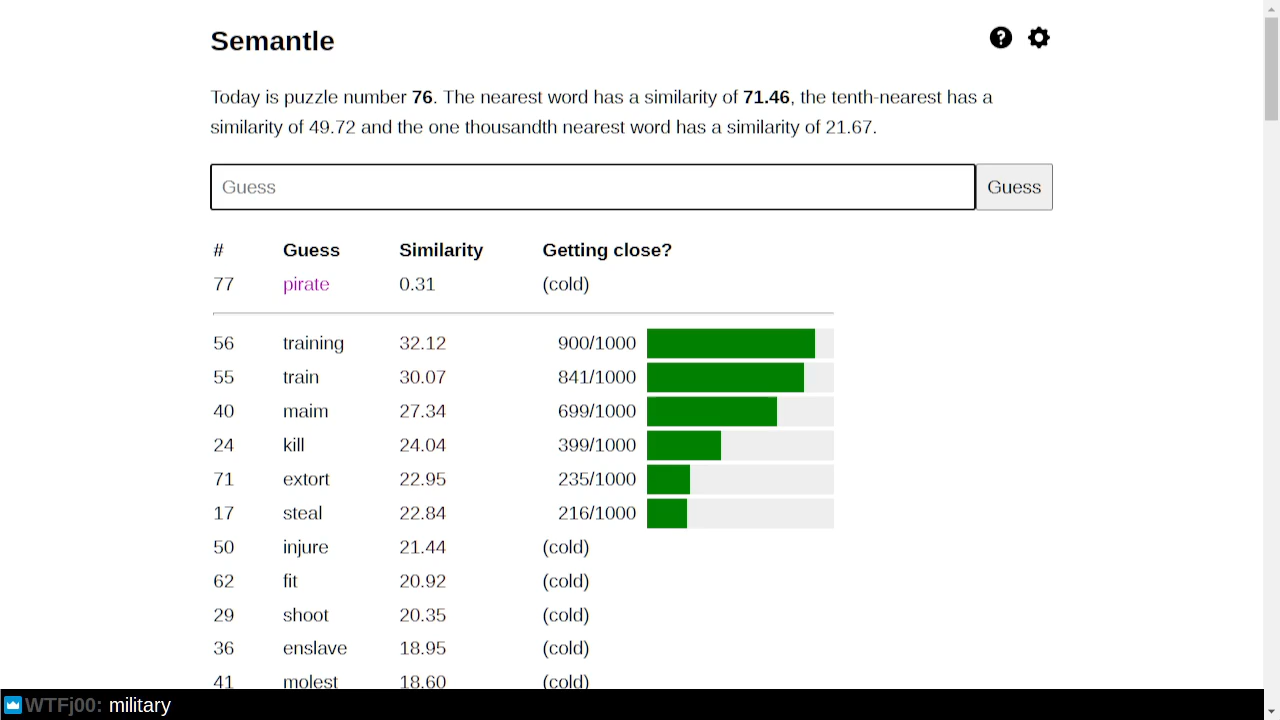 Semantle
Today is puzzle number 76. The nearest word has a similarity of 71.46, the tenth-nearest has a
similarity of 49.72 and the one thousandth nearest word has a similarity of 21.67.
Guess Guess
# Guess Similarity Getting close?
77 pirate 0.31 (cold)
56 training 32.12 900/1000
55 train 30.07 841/1000
40 maim 27.34 699/1000
24 kill 24.04 399/1000
71 extort 22.95 235/1000
17 steal 22.84 216/1000
50 injure 21.44 (cold)
62 fit 20.92 (cold)
29 shoot 20.35 (cold)
36 enslave 18.95 (cold)
41 molest 18.60 (cold)
WTFj00: military